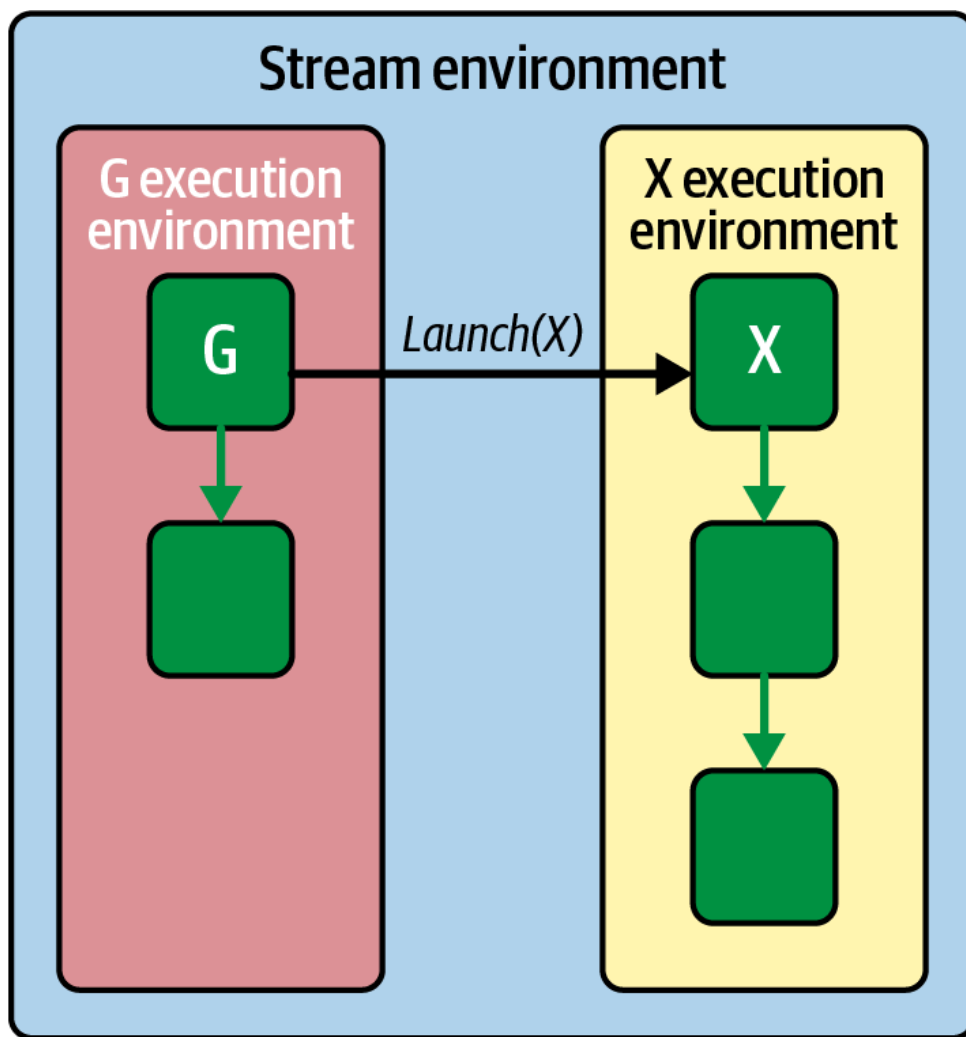 Stream environment
G execution
environment
X execution
environment
G
Launch(X)
X